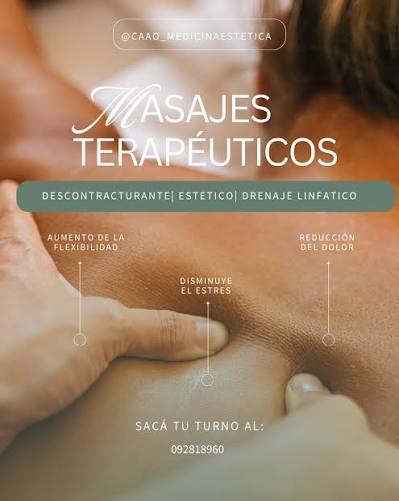 @CAAO_MEDICINAESTETICA
MASAJES
TERAPÉUTICOS
DESCONTRACTURANTE| ESTETICO| DRENAJE LINFATICO
AUMENTO DE LA
FLEXIBILIDAD
REDUCCIÓN
DEL DOLOR
DISMINUYE
EL ESTRES
SACÁ TU TURNO AL:
092818960